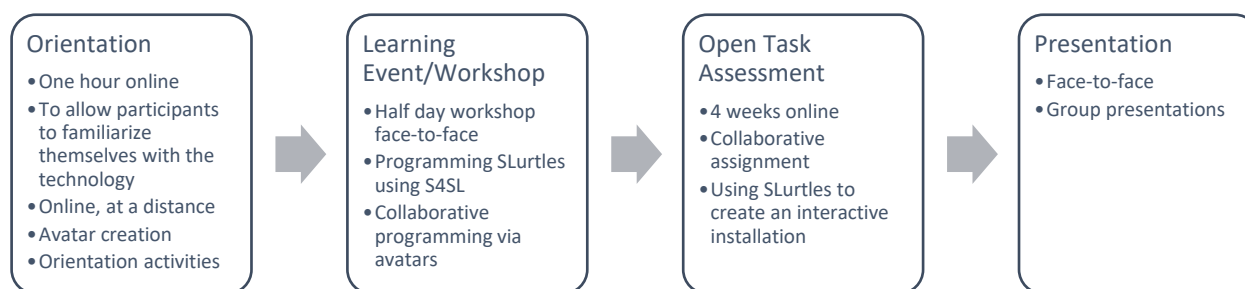 Orientation
•One hour online
•To allow participants
to familiarize
themselves with the
technology
•Online, at a distance
•Avatar creation
•Orientation activities
Learning
Event/Workshop
•Half day workshop
face-to-face
•Programming SLurtles
using S4SL
•Collaborative
programming via
avatars
Open Task
Assessment
•4 weeks online
•Collaborative
assignment
•Using SLurtles to
create an interactive
installation
Presentation
•Face-to-face
•Group presentations